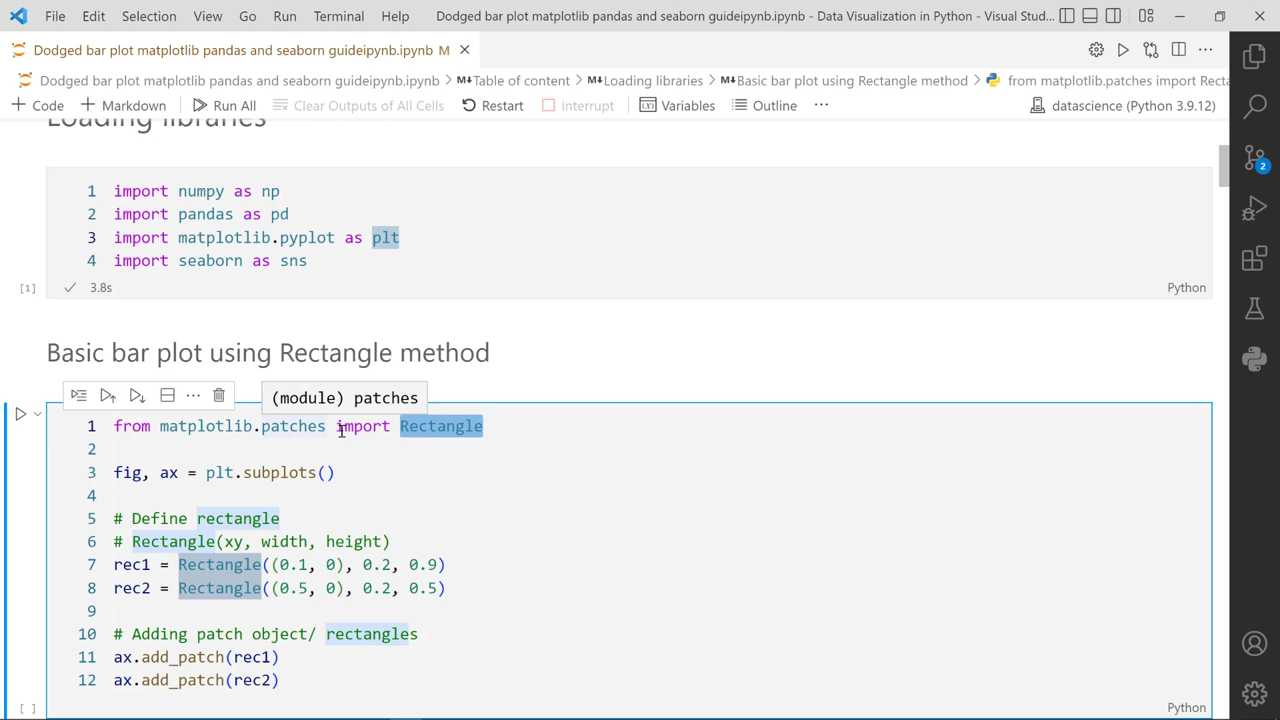 File Edit Selection View Go Run Terminal Help Dodged bar plot matplotlib pandas and seaborn guideipynb.ipynb - Data Visualization in Python - Visual Stud...
Dodged bar plot matplotlib pandas and seaborn guideipynb.ipynb M
Dodged bar plot matplotlib pandas and seaborn guideipynb.ipynb > M↓Table of content > M↓Loading libraries > M↓Basic bar plot using Rectangle method > from matplotlib.patches import Recta
+ Code + Markdown Run All Clear Outputs of All Cells Restart Interrupt Variables Outline ... datascience (Python 3.9.12)
Loading libraries
1 import numpy as np
2 import pandas as pd
3 import matplotlib.pyplot as plt
4 import seaborn as sns
[1] 3.8s Python
2
Basic bar plot using Rectangle method
(module) patches
1 from matplotlib.patches import Rectangle
2
3 fig, ax = plt.subplots()
4
5 # Define rectangle
6 # Rectangle(xy, width, height)
7 rec1 = Rectangle((0.1, 0), 0.2, 0.9)
8 rec2 = Rectangle((0.5, 0), 0.2, 0.5)
9
10 # Adding patch object/ rectangles
11 ax.add_patch(rec1)
12 ax.add_patch(rec2)
[ ] Python